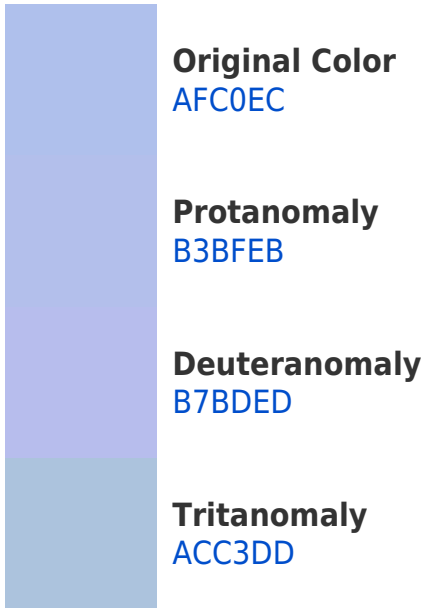 Original Color
AFC0EC
Protanomaly
B3BFEB
Deuteranomaly
B7BDED
Tritanomaly
ACC3DD